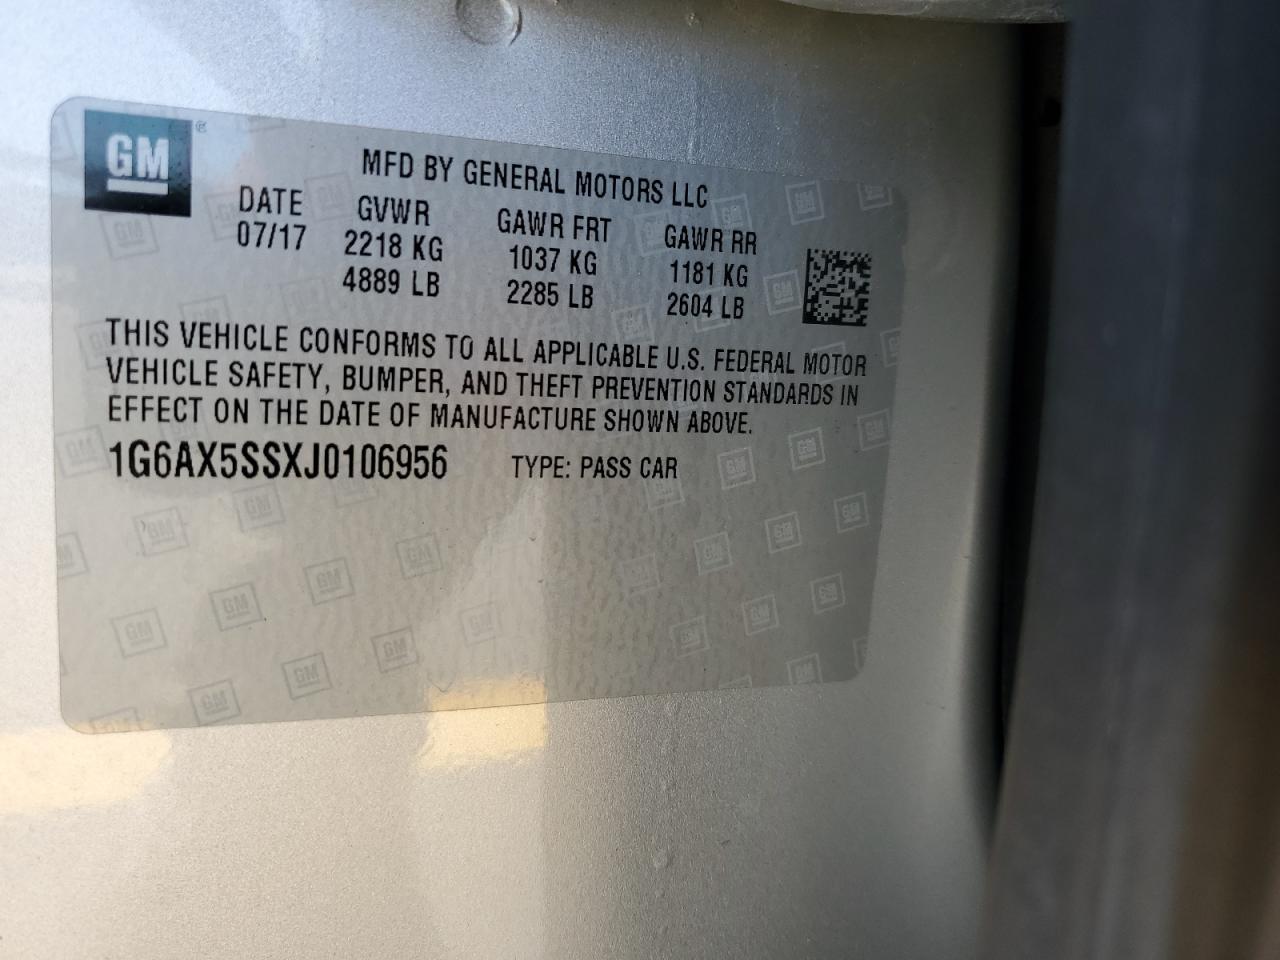 GM
MFD BY GENERAL MOTORS LLC
DATE GVWR GAWR FRT GAWR RR
07/17 2218 KG 1037 KG 1181 KG
4889 LB 2285 LB 2604 LB
THIS VEHICLE CONFORMS TO ALL APPLICABLE U.S. FEDERAL MOTOR
VEHICLE SAFETY, BUMPER, AND THEFT PREVENTION STANDARDS IN
EFFECT ON THE DATE OF MANUFACTURE SHOWN ABOVE.
1G6AX5SSXJ0106956 TYPE: PASS CAR